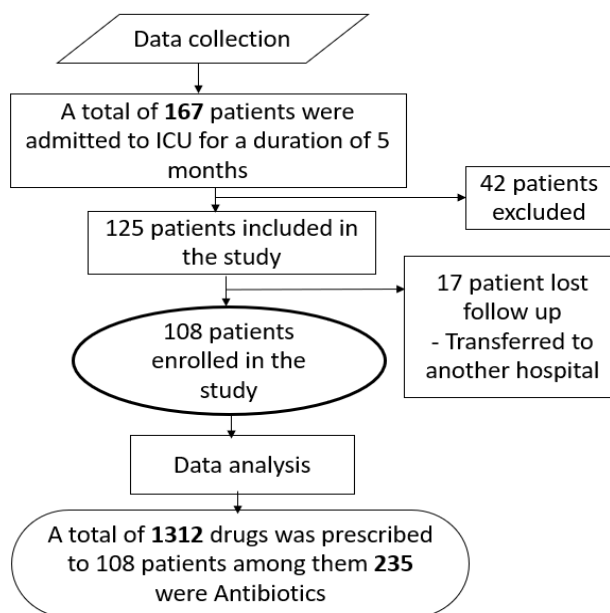 Data collection
A total of 167 patients were
admitted to ICU for a duration of 5
months
42 patients
excluded
125 patients included in
the study
17 patient lost
follow up
- Transferred to
another hospital
108 patients
enrolled in the
study
Data analysis
A total of 1312 drugs was prescribed
to 108 patients among them 235
were Antibiotics